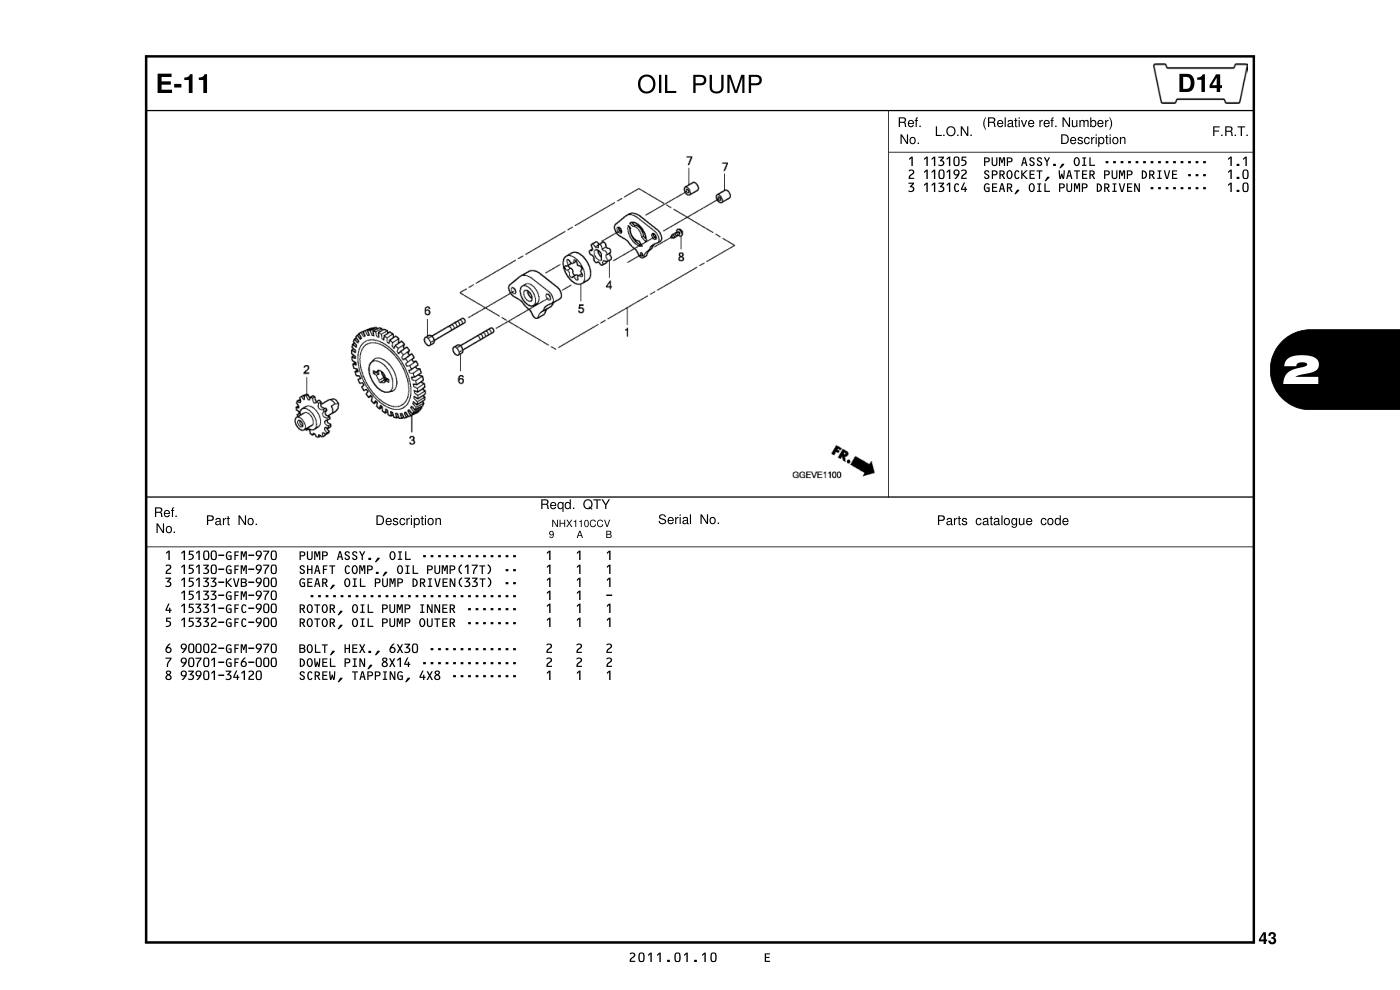 E-11 OIL PUMP D14
7
7
8
4
5
1
6
6
2
3
FR.
GGEVE1100
Ref. No. L.O.N. (Relative ref. Number) Description F.R.T.
1 113105 PUMP ASSY., OIL -------------- 1.1
2 110192 SPROCKET, WATER PUMP DRIVE --- 1.0
3 1131C4 GEAR, OIL PUMP DRIVEN -------- 1.0
2
Ref. No. Part No. Description Reqd. QTY Serial No. Parts catalogue code
NHX110CCV
9 A B
1 15100-GFM-970 PUMP ASSY., OIL ------------- 1 1 1
2 15130-GFM-970 SHAFT COMP., OIL PUMP(17T) -- 1 1 1
3 15133-KVB-900 GEAR, OIL PUMP DRIVEN(33T) -- 1 1 1
15133-GFM-970 ---------------------------- 1 1 -
4 15331-GFC-900 ROTOR, OIL PUMP INNER ------- 1 1 1
5 15332-GFC-900 ROTOR, OIL PUMP OUTER ------- 1 1 1
6 90002-GFM-970 BOLT, HEX., 6X30 ------------ 2 2 2
7 90701-GF6-000 DOWEL PIN, 8X14 ------------- 2 2 2
8 93901-34120 SCREW, TAPPING, 4X8 --------- 1 1 1
43
2011.01.10 E